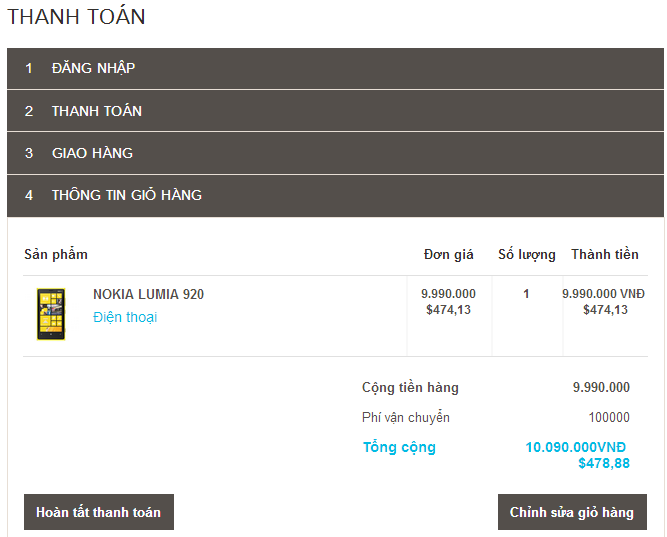 THANH TOÁN
1 ĐĂNG NHẬP
2 THANH TOÁN
3 GIAO HÀNG
4 THÔNG TIN GIỎ HÀNG
Sản phẩm Đơn giá Số lượng Thành tiền
NOKIA LUMIA 920 9.990.000 1 9.990.000 VNĐ
Điện thoại $474,13 $474,13
Cộng tiền hàng 9.990.000
Phí vận chuyển 100000
Tổng cộng 10.090.000VNĐ
$478,88
Hoàn tất thanh toán Chỉnh sửa giỏ hàng